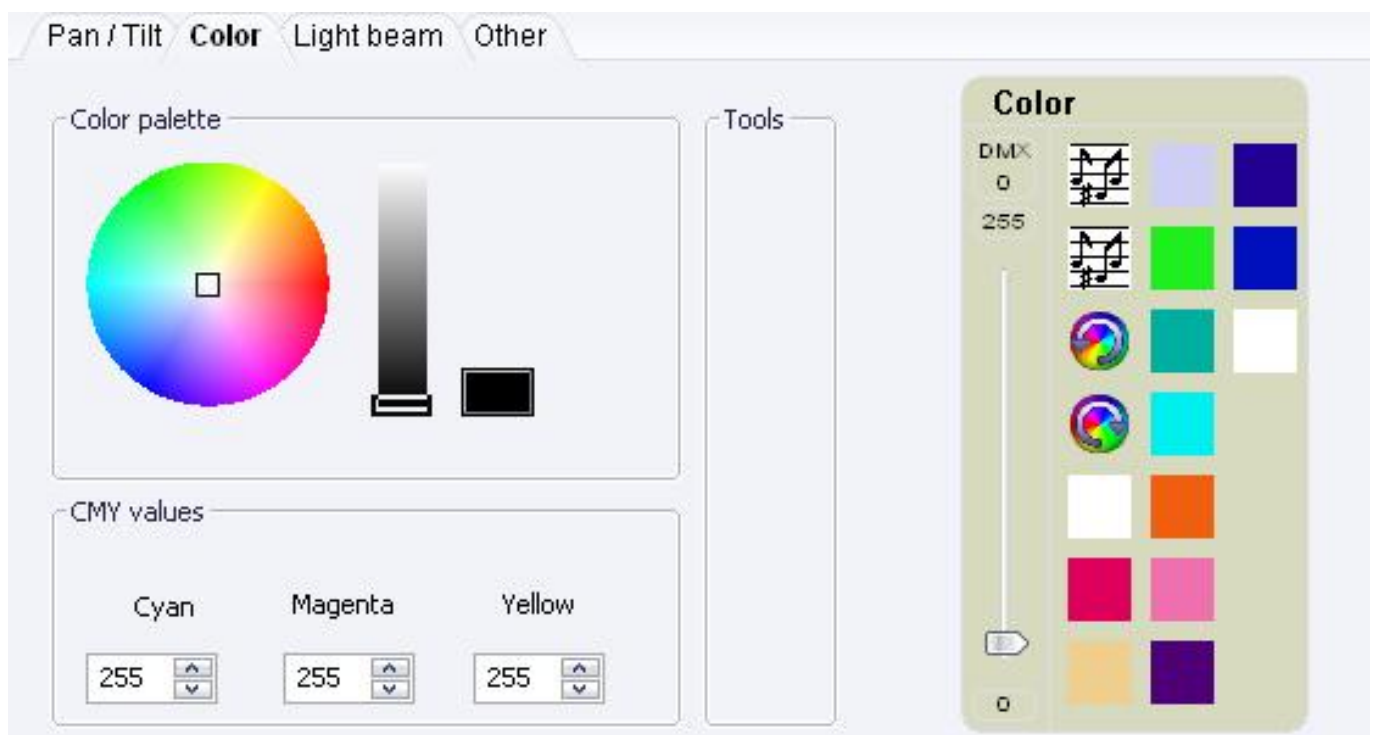 Pan / Tilt Color Light beam Other
Color palette
Tools
CMY values
Cyan Magenta Yellow
255 255 255
Color
DMX
0
255
0